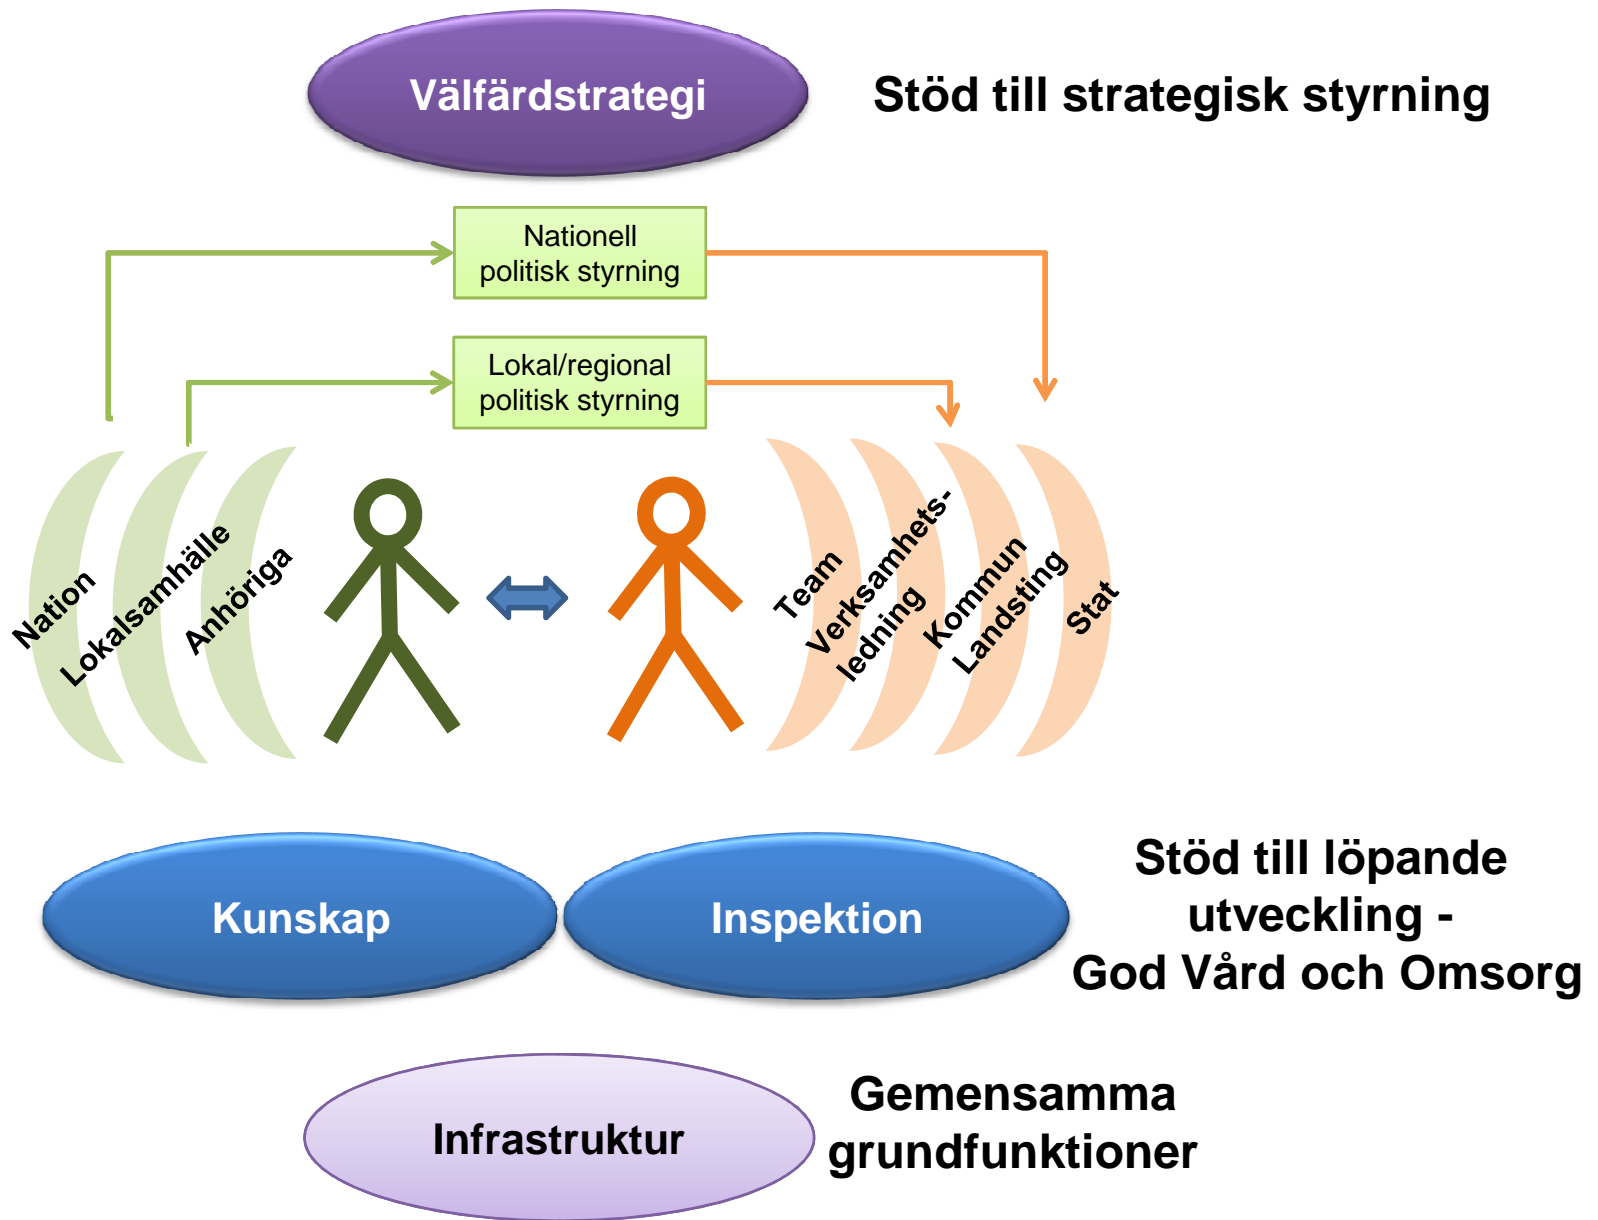 Välfärdstrategi
Stöd till strategisk styrning
Nationell
politisk styrning
Lokal/regional
politisk styrning
Nation
Lokalsamhälle
Anhöriga
Team
Verksamhets-
ledning
Kommun
Landsting
Stat
Kunskap
Inspektion
Stöd till löpande
utveckling -
God Vård och Omsorg
Infrastruktur
Gemensamma
grundfunktioner